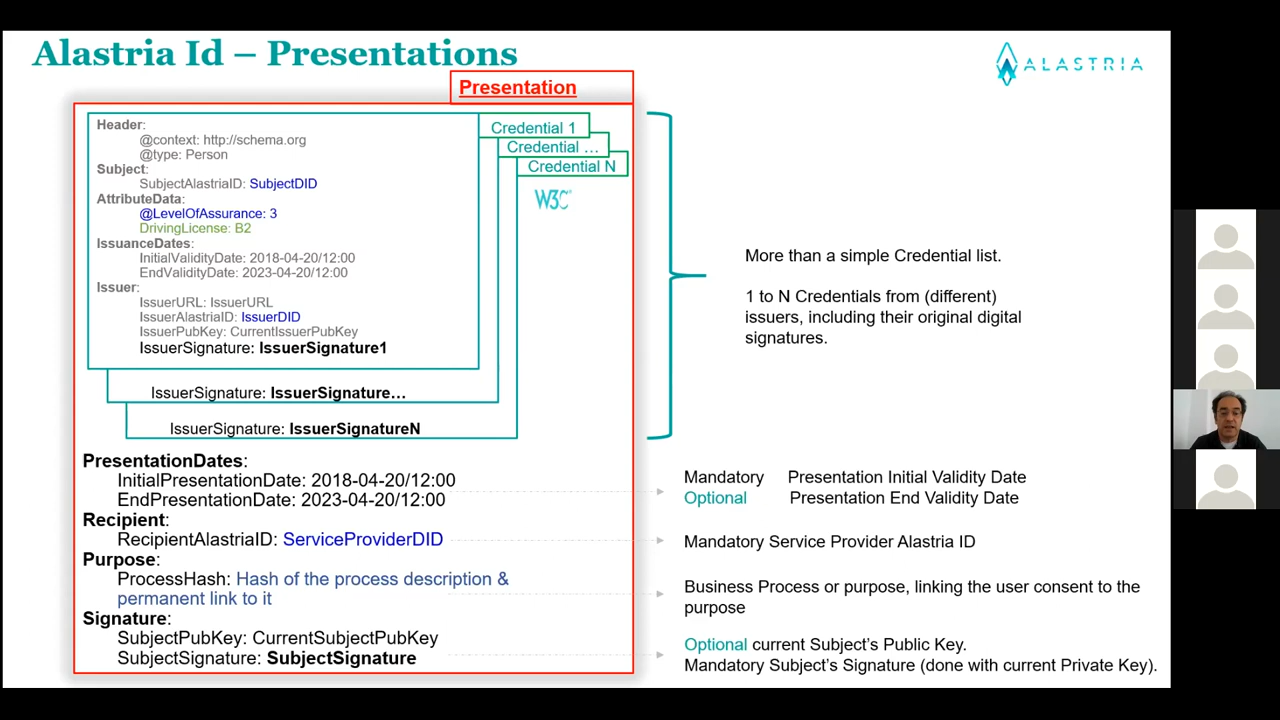 Alastria Id – Presentations
ALASTRIA
Presentation
Credential 1
Credential …
Credential N
W3C
Header:
@context: http://schema.org
@type: Person
Subject:
SubjectAlastriaID: SubjectDID
AttributeData:
@LevelOfAssurance: 3
DrivingLicense: B2
IssuanceDates:
InitialValidityDate: 2018-04-20/12:00
EndValidityDate: 2023-04-20/12:00
Issuer:
IssuerURL: IssuerURL
IssuerAlastriaID: IssuerDID
IssuerPubKey: CurrentIssuerPubKey
IssuerSignature: IssuerSignature1
IssuerSignature: IssuerSignature…
IssuerSignature: IssuerSignatureN
More than a simple Credential list.
1 to N Credentials from (different)
issuers, including their original digital
signatures.
PresentationDates:
InitialPresentationDate: 2018-04-20/12:00
EndPresentationDate: 2023-04-20/12:00
Recipient:
RecipientAlastriaID: ServiceProviderDID
Purpose:
ProcessHash: Hash of the process description &
permanent link to it
Signature:
SubjectPubKey: CurrentSubjectPubKey
SubjectSignature: SubjectSignature
Mandatory Presentation Initial Validity Date
Optional Presentation End Validity Date
Mandatory Service Provider Alastria ID
Business Process or purpose, linking the user consent to the
purpose
Optional current Subject's Public Key.
Mandatory Subject's Signature (done with current Private Key).